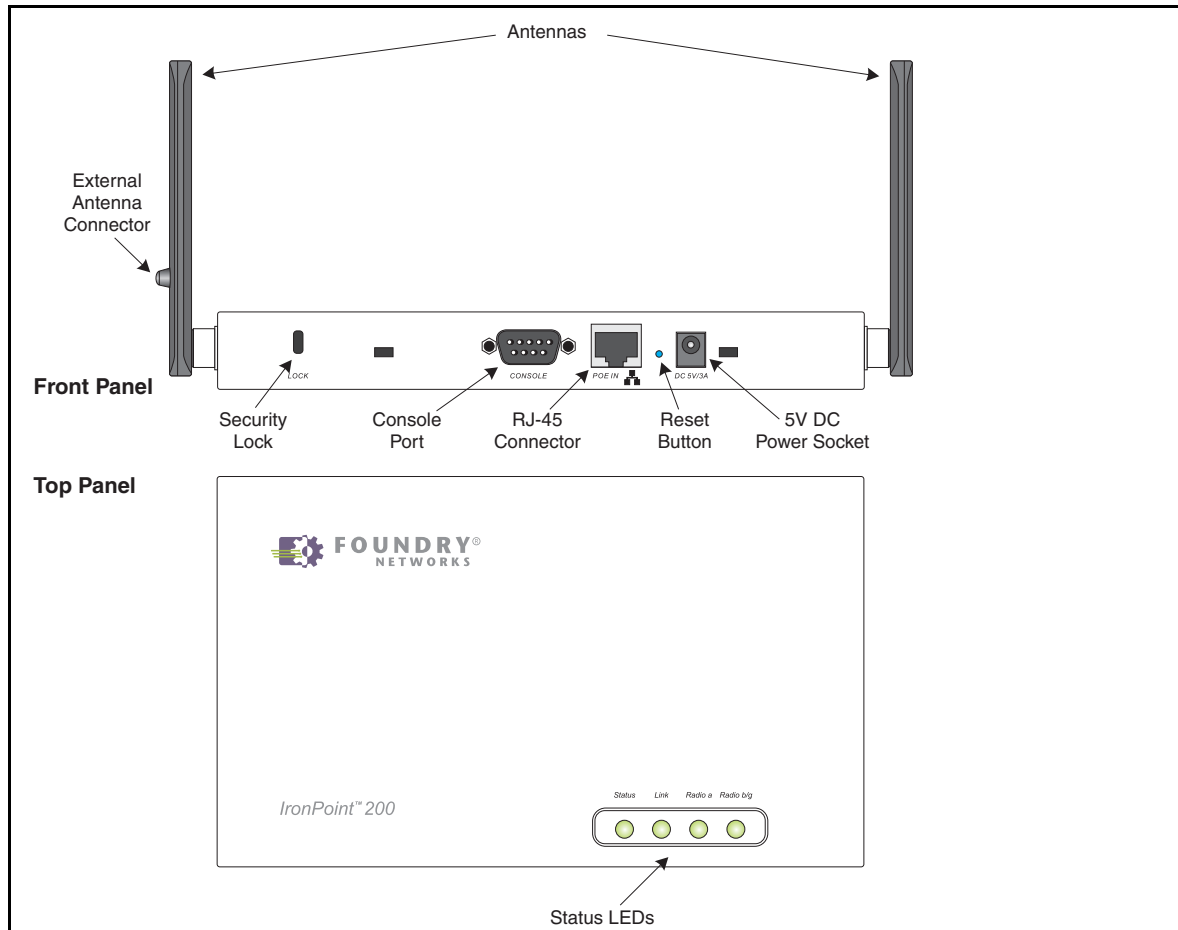 Antennas
External
Antenna
Connector
LOCK
CONSOLE
POE IN
DC 5V/3A
Front Panel
Security
Lock
Console
Port
RJ-45
Connector
Reset
Button
5V DC
Power Socket
Top Panel
FOUNDRY®
NETWORKS
Status Link Radio a Radio b/g
IronPoint™ 200
Status LEDs